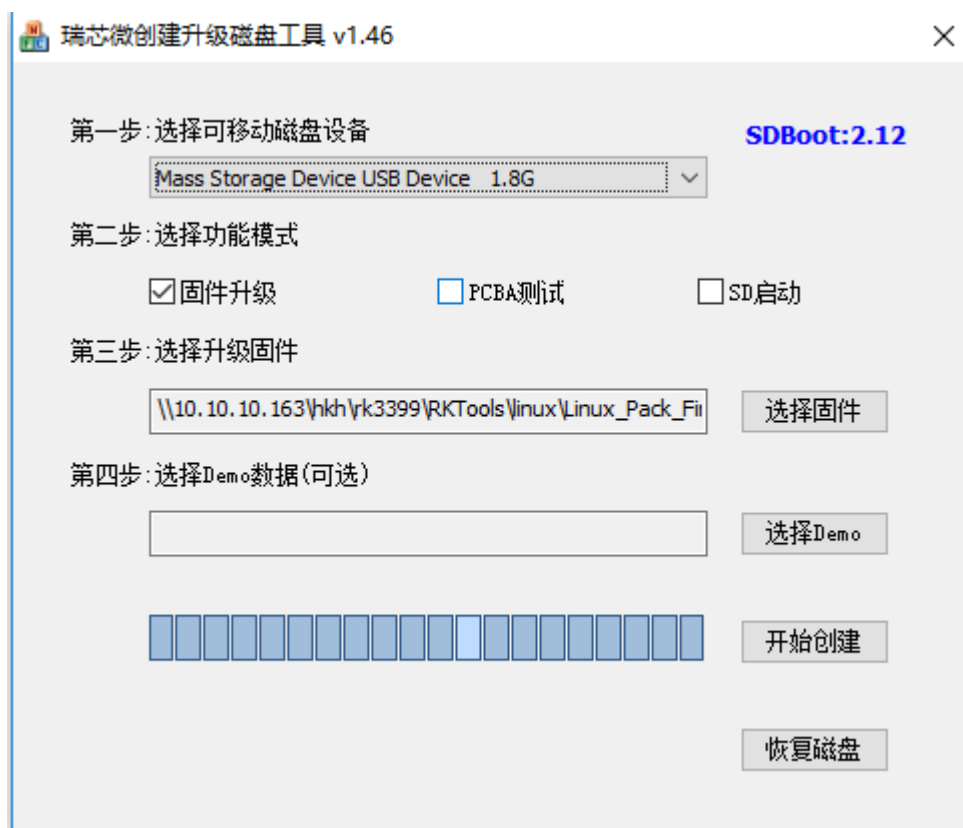 瑞芯微创建升级磁盘工具 v1.46
第一步:选择可移动磁盘设备
SDBoot:2.12
Mass Storage Device USB Device 1.8G
第二步:选择功能模式
固件升级 PCBA测试 SD启动
第三步:选择升级固件
\\10.10.10.163\hkh\rk3399\RKTools\linux\Linux_Pack_Fi
选择固件
第四步:选择Demo数据(可选)
选择Demo
开始创建
恢复磁盘